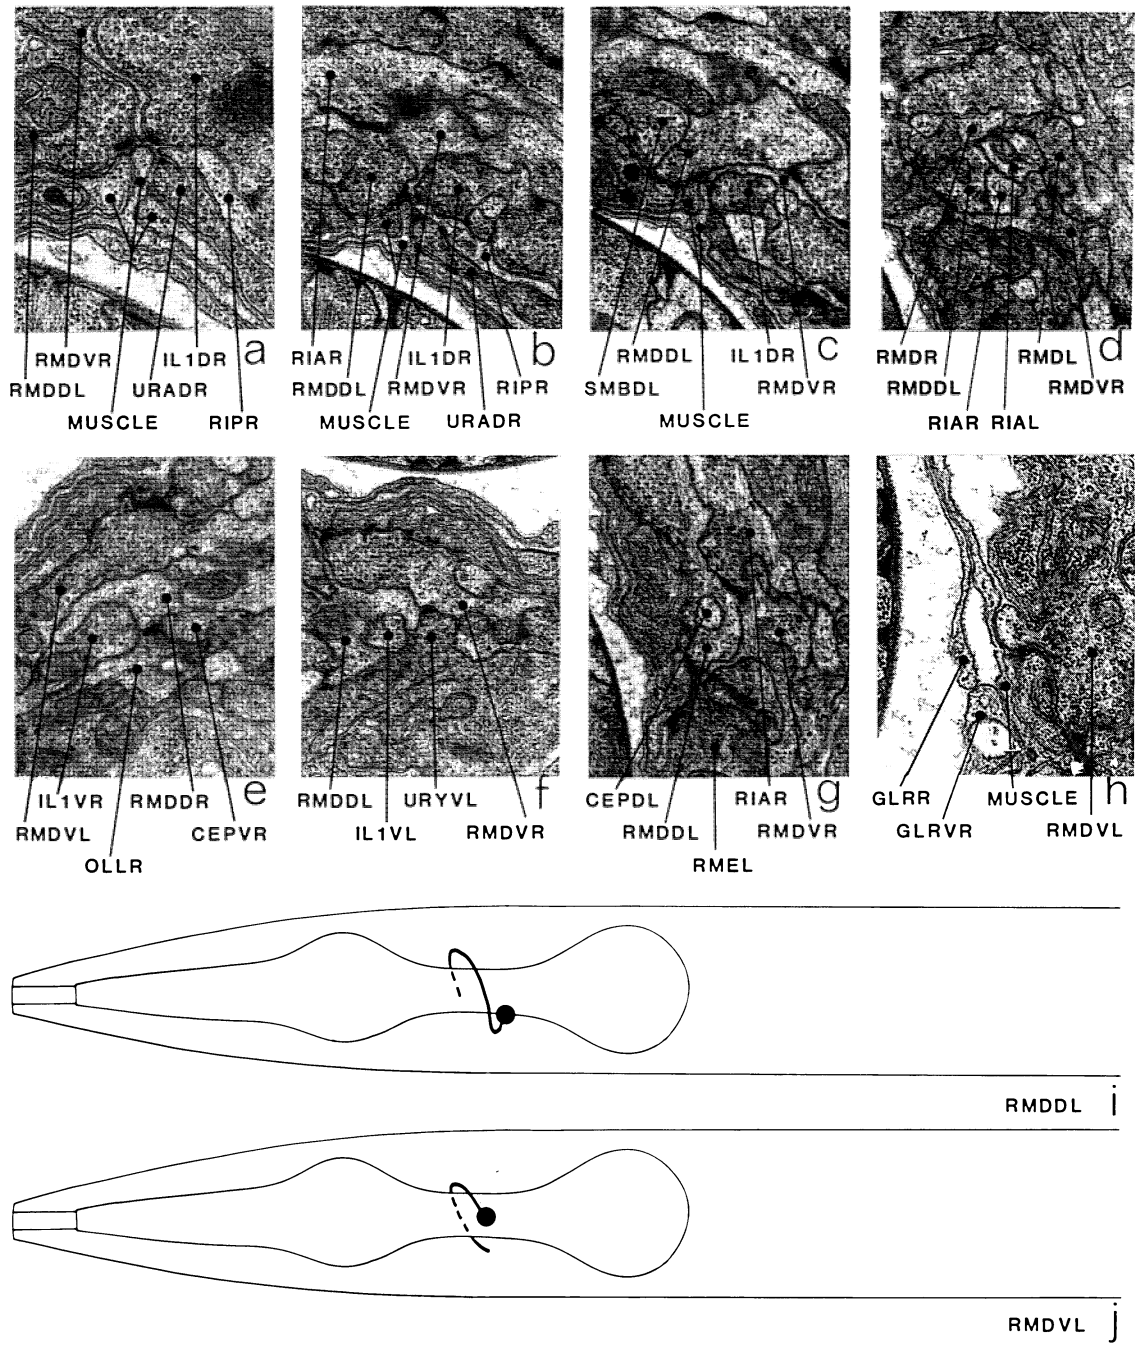 RMDVR IL1DR a
RMDDL URADR
MUSCLE RIPR
RIAR IL1DR b
RMDDL RMDVR RIPR
MUSCLE URADR
RMDDL IL1DR c
SMBDL RMDVR
MUSCLE
RMDR RMDL d
RMDDL RMDVR
RIAR RIAL
IL1VR RMDDR e
RMDVL CEPVR
OLLR
RMDDL URYVL f
IL1VL RMDVR
CEPDL RIAR g
RMDDL RMDVR
RMEL
GLRR MUSCLE h
GLRVR RMDVL
RMDDL i
RMDVL j